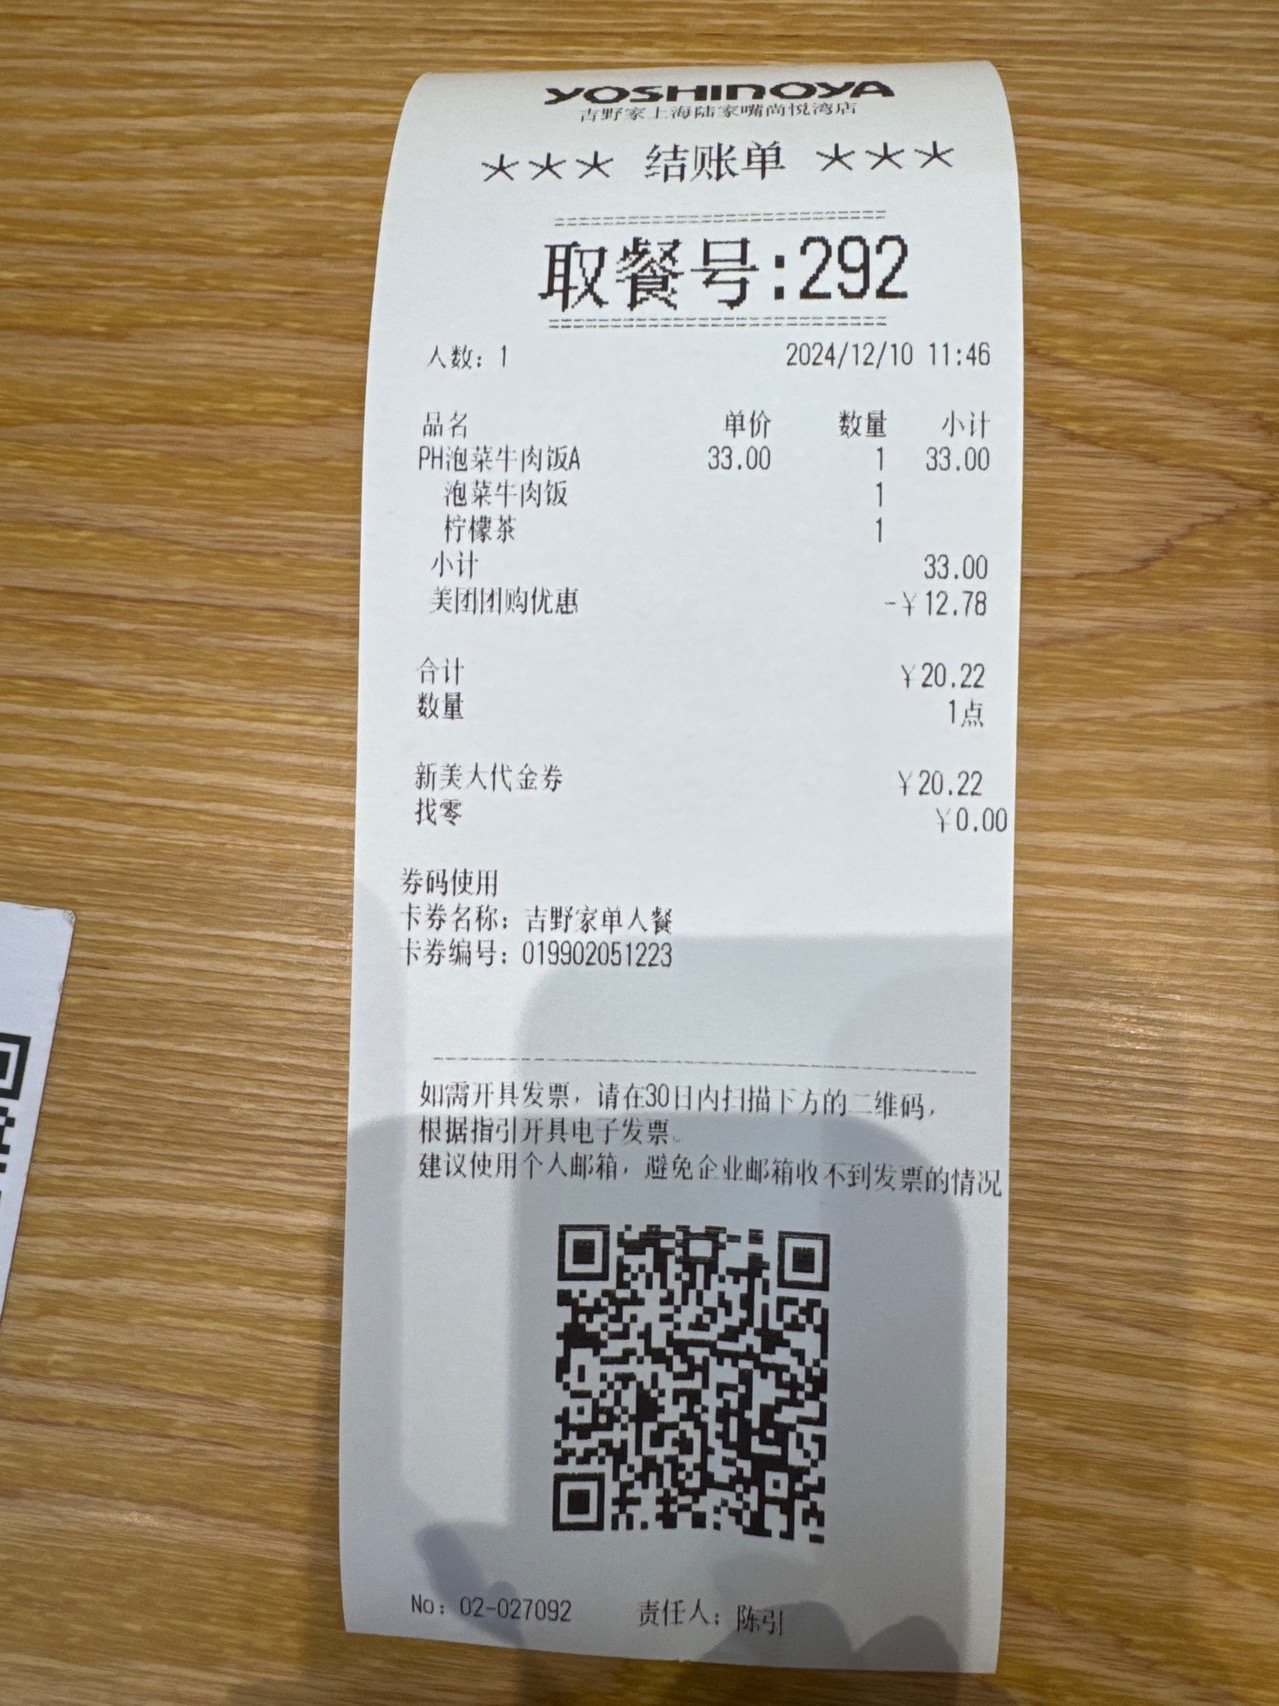 YOSHINOYA
吉野家上海陆家嘴尚悦湾店
*** 结账单 ***
取餐号:292
人数: 1 2024/12/10 11:46
品名 单价 数量 小计
PH泡菜牛肉饭A 33.00 1 33.00
泡菜牛肉饭 1
柠檬茶 1
小计 33.00
美团团购优惠 -¥12.78
合计 ¥20.22
数量 1点
新美大代金券 ¥20.22
找零 ¥0.00
券码使用
卡券名称: 吉野家单人餐
卡券编号: 019902051223
如需开具发票，请在30日内扫描下方的二维码，
根据指引开具电子发票。
建议使用个人邮箱，避免企业邮箱收不到发票的情况
No: 02-027092 责任人: 陈引